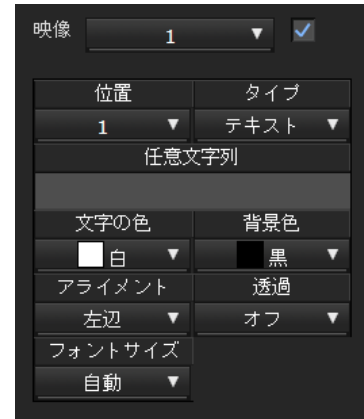 映像 1
位置 タイプ
1 テキスト
任意文字列
文字の色 背景色
白 黒
アライメント 透過
左辺 オフ
フォントサイズ
自動